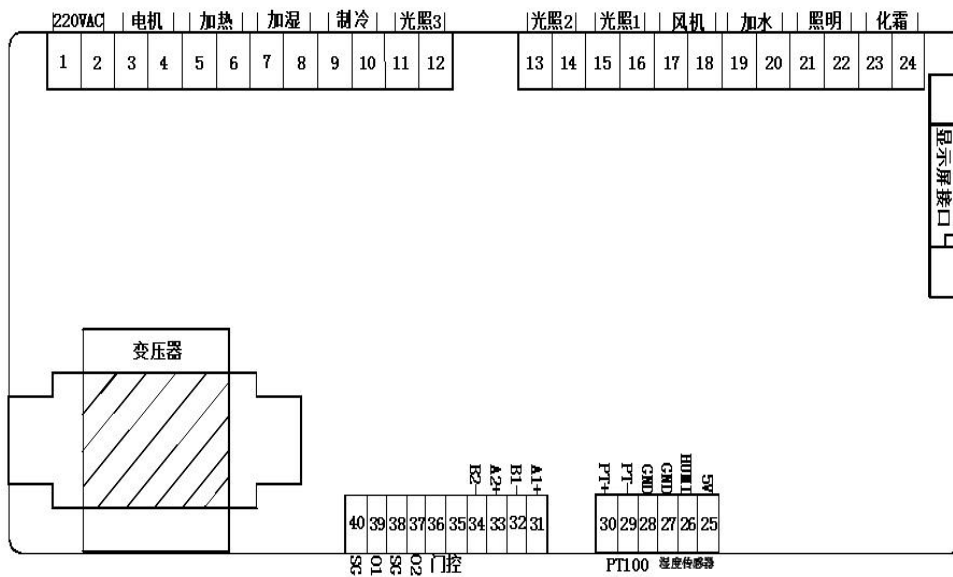 220VAC 电机 加热 加湿 制冷 光照3 光照2 光照1 风机 加水 照明 化霜
1 2 3 4 5 6 7 8 9 10 11 12 13 14 15 16 17 18 19 20 21 22 23 24
显示屏接口
变压器
B2- A2+ B1- A1+ PT+ PT- GND GND HUMI 5V
40 39 38 37 36 35 34 33 32 31 30 29 28 27 26 25
SG O1 SG O2 门控 PT100 湿度传感器